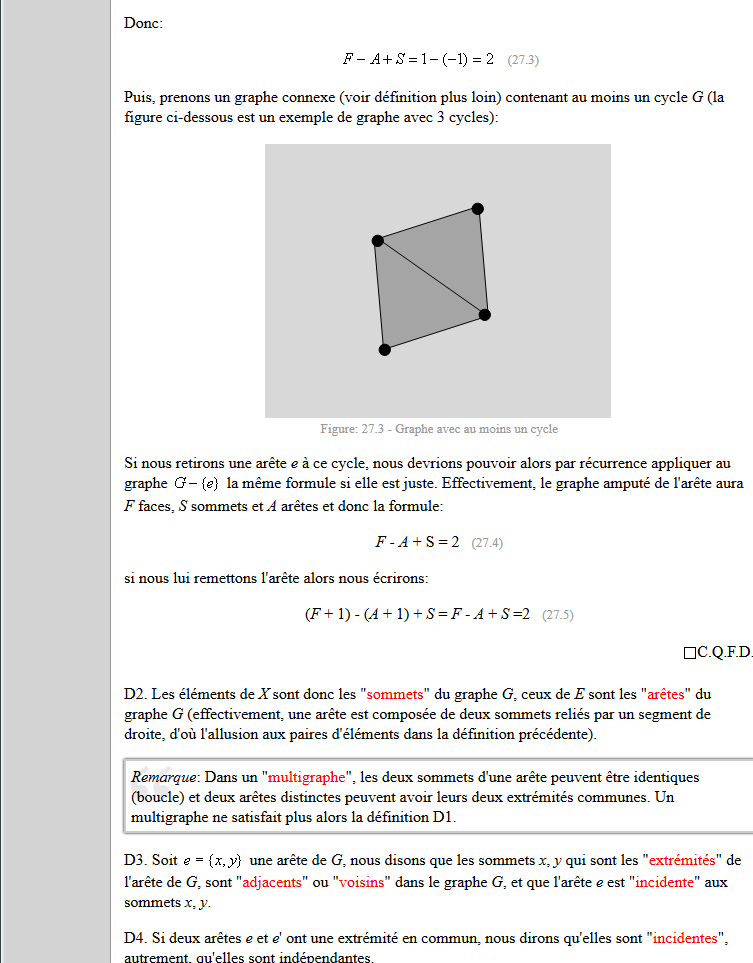 Donc:
F − A + S = 1 − (−1) = 2 (27.3)
Puis, prenons un graphe connexe (voir définition plus loin) contenant au moins un cycle G (la
figure ci-dessous est un exemple de graphe avec 3 cycles):
Figure: 27.3 - Graphe avec au moins un cycle
Si nous retirons une arête e à ce cycle, nous devrions pouvoir alors par récurrence appliquer au
graphe G − {e} la même formule si elle est juste. Effectivement, le graphe amputé de l'arête aura
F faces, S sommets et A arêtes et donc la formule:
F - A + S = 2 (27.4)
si nous lui remettons l'arête alors nous écrirons:
(F + 1) - (A + 1) + S = F - A + S =2 (27.5)
□C.Q.F.D.
D2. Les éléments de X sont donc les "sommets" du graphe G, ceux de E sont les "arêtes" du
graphe G (effectivement, une arête est composée de deux sommets reliés par un segment de
droite, d'où l'allusion aux paires d'éléments dans la définition précédente).
Remarque: Dans un "multigraphe", les deux sommets d'une arête peuvent être identiques
(boucle) et deux arêtes distinctes peuvent avoir leurs deux extrémités communes. Un
multigraphe ne satisfait plus alors la définition D1.
D3. Soit e = {x, y} une arête de G, nous disons que les sommets x, y qui sont les "extrémités" de
l'arête de G, sont "adjacents" ou "voisins" dans le graphe G, et que l'arête e est "incidente" aux
sommets x, y.
D4. Si deux arêtes e et e' ont une extrémité en commun, nous dirons qu'elles sont "incidentes",
autrement, qu'elles sont indépendantes.